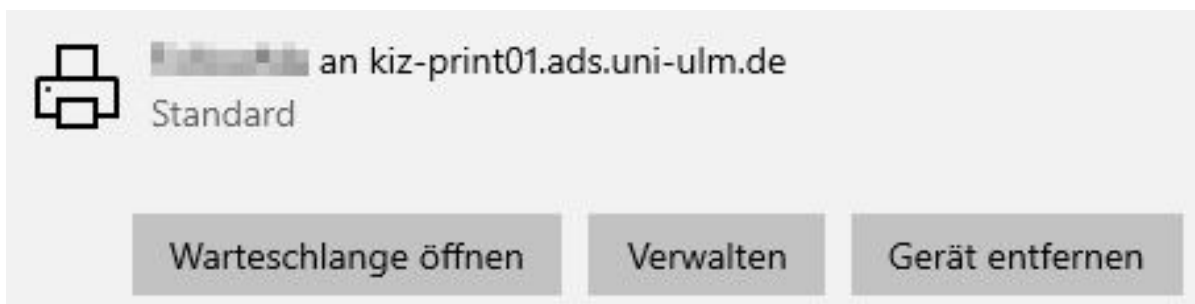 an kiz-print01.ads.uni-ulm.de
Standard
Warteschlange öffnen Verwalten Gerät entfernen